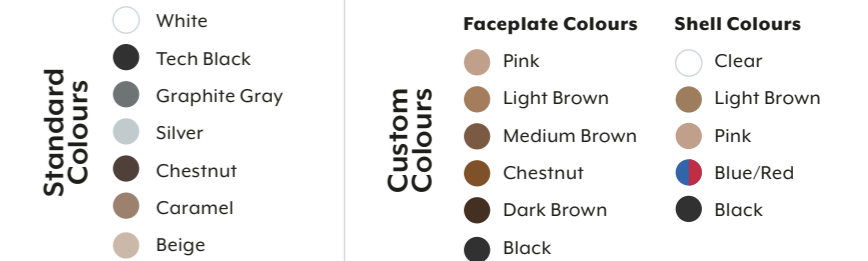 Standard
Colours
White
Tech Black
Graphite Gray
Silver
Chestnut
Caramel
Beige
Custom
Colours
Faceplate Colours
Pink
Light Brown
Medium Brown
Chestnut
Dark Brown
Black
Shell Colours
Clear
Light Brown
Pink
Blue/Red
Black